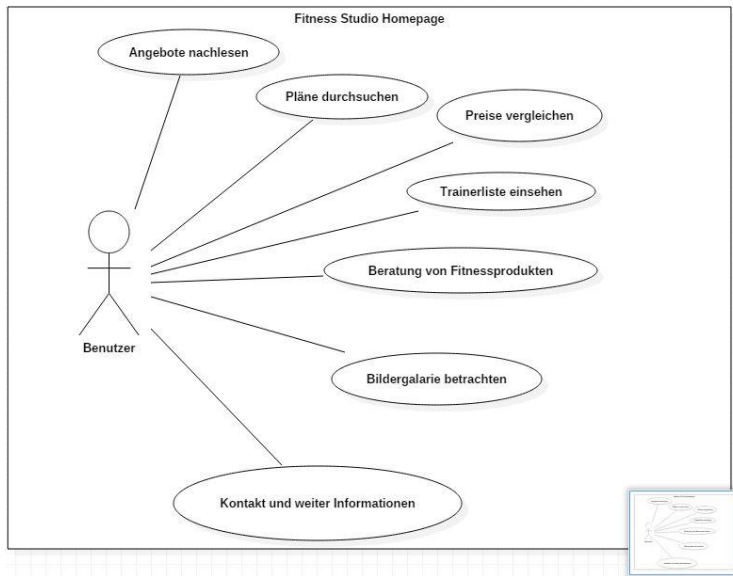 Fitness Studio Homepage
Angebote nachlesen
Pläne durchsuchen
Preise vergleichen
Trainerliste einsehen
Beratung von Fitnessprodukten
Benutzer
Bildergalarie betrachten
Kontakt und weiter Informationen